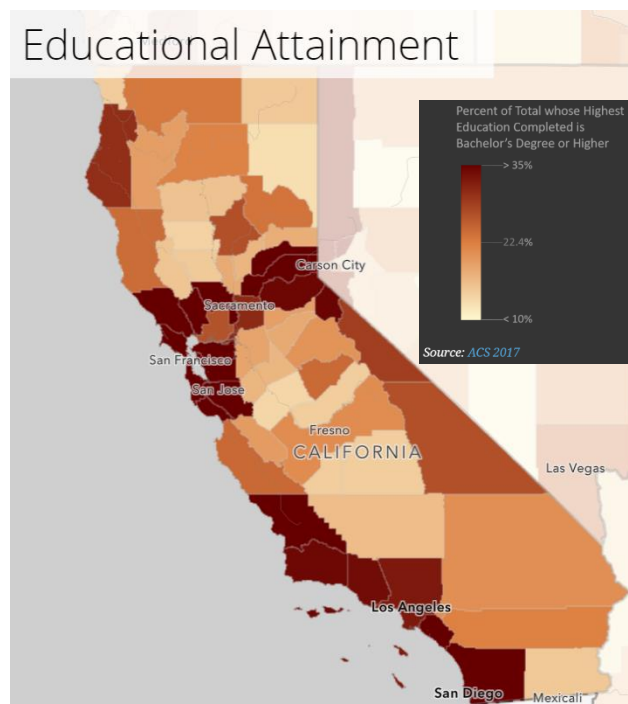 Educational Attainment
Percent of Total whose Highest
Education Completed is
Bachelor's Degree or Higher
> 35%
22.4%
< 10%
Source: ACS 2017
Carson City
Sacramento
San Francisco
San Jose
Fresno
CALIFORNIA
Las Vegas
Los Angeles
San Diego
Mexicali